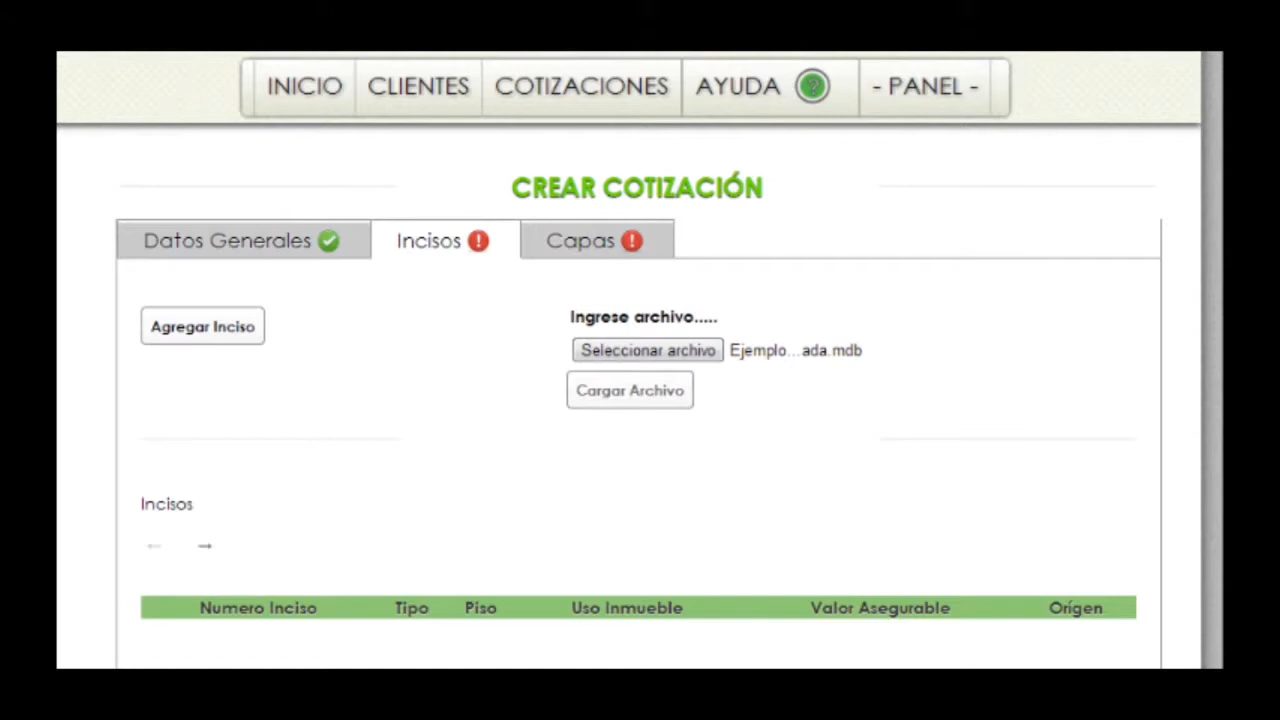 INICIO CLIENTES COTIZACIONES AYUDA ? - PANEL -
CREAR COTIZACIÓN
Datos Generales Incisos ! Capas !
Agregar Inciso
Ingrese archivo.....
Seleccionar archivo Ejemplo...ada.mdb
Cargar Archivo
Incisos
← →
Numero Inciso Tipo Piso Uso Inmueble Valor Asegurable Orígen